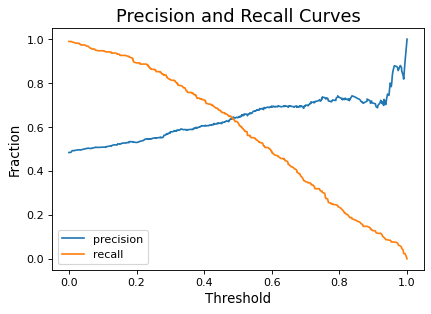 Precision and Recall Curves
1.0
0.8
0.6
0.4
0.2
0.0
Fraction
precision
recall
0.0 0.2 0.4 0.6 0.8 1.0
Threshold